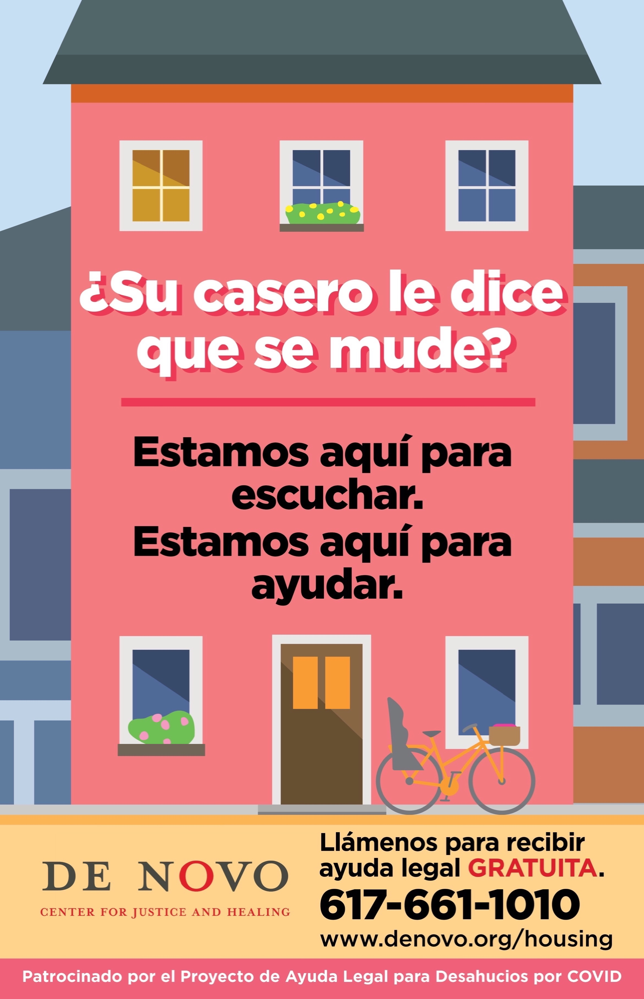 ¿Su casero le dice
que se mude?
Estamos aquí para
escuchar.
Estamos aquí para
ayudar.
DE NOVO
CENTER FOR JUSTICE AND HEALING
Llámenos para recibir
ayuda legal GRATUITA.
617-661-1010
www.denovo.org/housing
Patrocinado por el Proyecto de Ayuda Legal para Desahucios por COVID